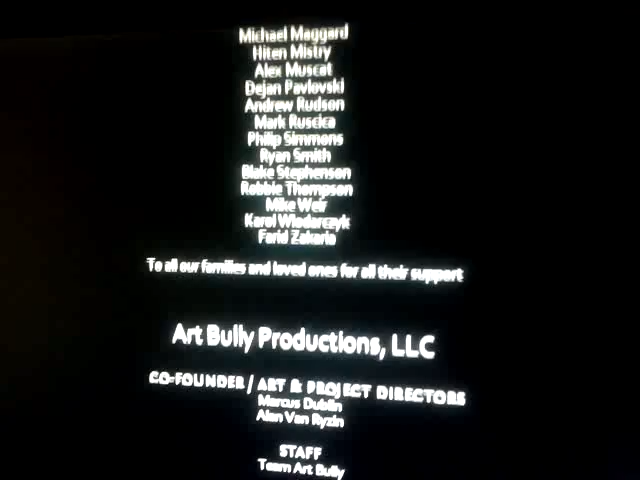 Michael Maggard
Hiten Mistry
Alex Muscat
Dejan Pavlovski
Andrew Rudson
Mark Ruscica
Philip Simmons
Ryan Smith
Blake Stephenson
Robbie Thompson
Mike Weir
Karol Wlodarczyk
Farid Zakaria
To all our families and loved ones for all their support
Art Bully Productions, LLC
CO-FOUNDER/ ART & PROJECT DIRECTORS
Marcus Dublin
Alan Van Ryzin
STAFF
Team Art Bully